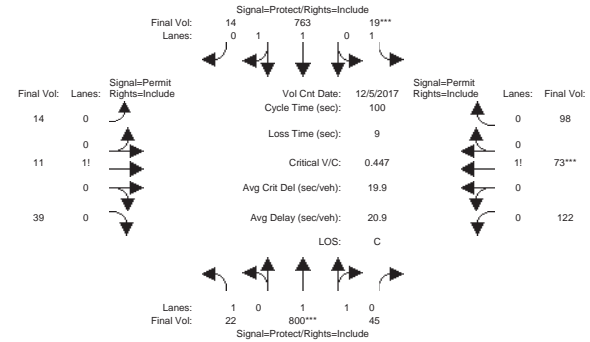 Signal=Protect/Rights=Include
Final Vol: 14 763 19***
Lanes: 0 1 1 0 1
Signal=Permit
Final Vol: Lanes: Rights=Include
Vol Cnt Date: 12/5/2017
Signal=Permit
Rights=Include Lanes: Final Vol:
Cycle Time (sec): 100
14 0
0 98
Loss Time (sec): 9
0
0
11 1!
Critical V/C: 0.447
1! 73***
0
Avg Crit Del (sec/veh): 19.9
0
39 0
Avg Delay (sec/veh): 20.9
0 122
LOS: C
Lanes: 1 0 1 1 0
Final Vol: 22 800*** 45
Signal=Protect/Rights=Include